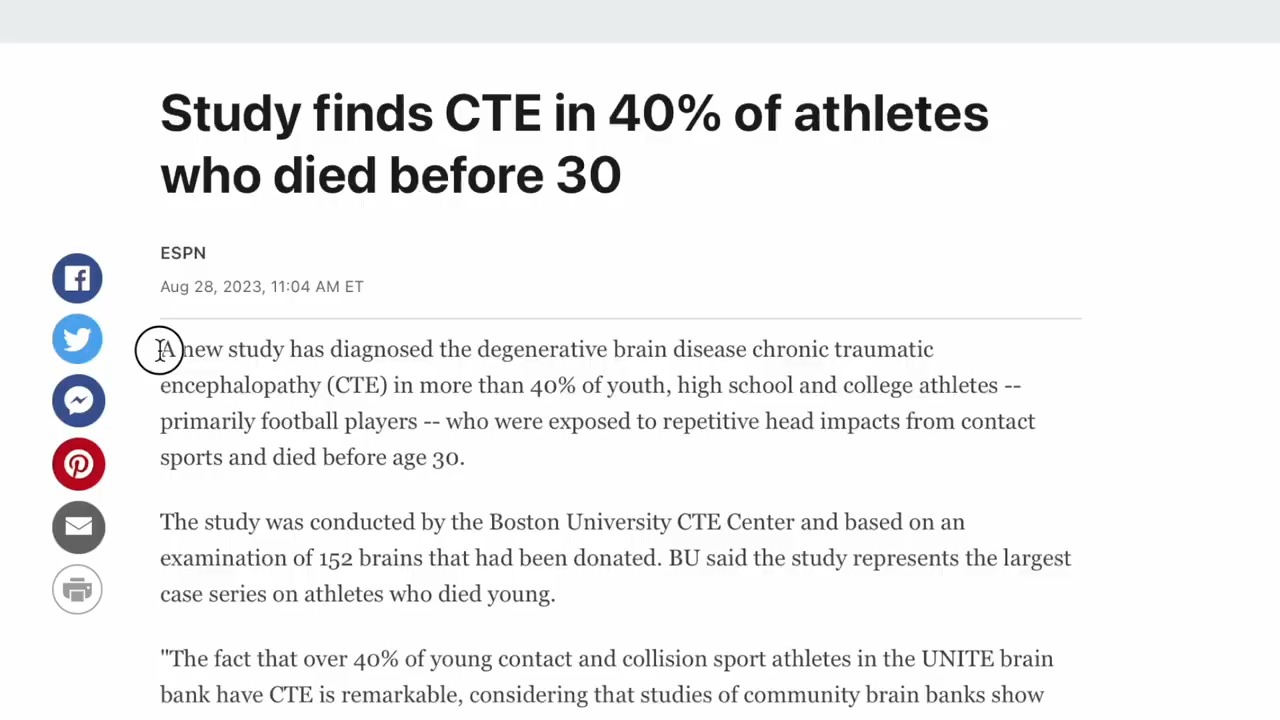 Study finds CTE in 40% of athletes
who died before 30
ESPN
Aug 28, 2023, 11:04 AM ET
A new study has diagnosed the degenerative brain disease chronic traumatic
encephalopathy (CTE) in more than 40% of youth, high school and college athletes --
primarily football players -- who were exposed to repetitive head impacts from contact
sports and died before age 30.
The study was conducted by the Boston University CTE Center and based on an
examination of 152 brains that had been donated. BU said the study represents the largest
case series on athletes who died young.
"The fact that over 40% of young contact and collision sport athletes in the UNITE brain
bank have CTE is remarkable, considering that studies of community brain banks show